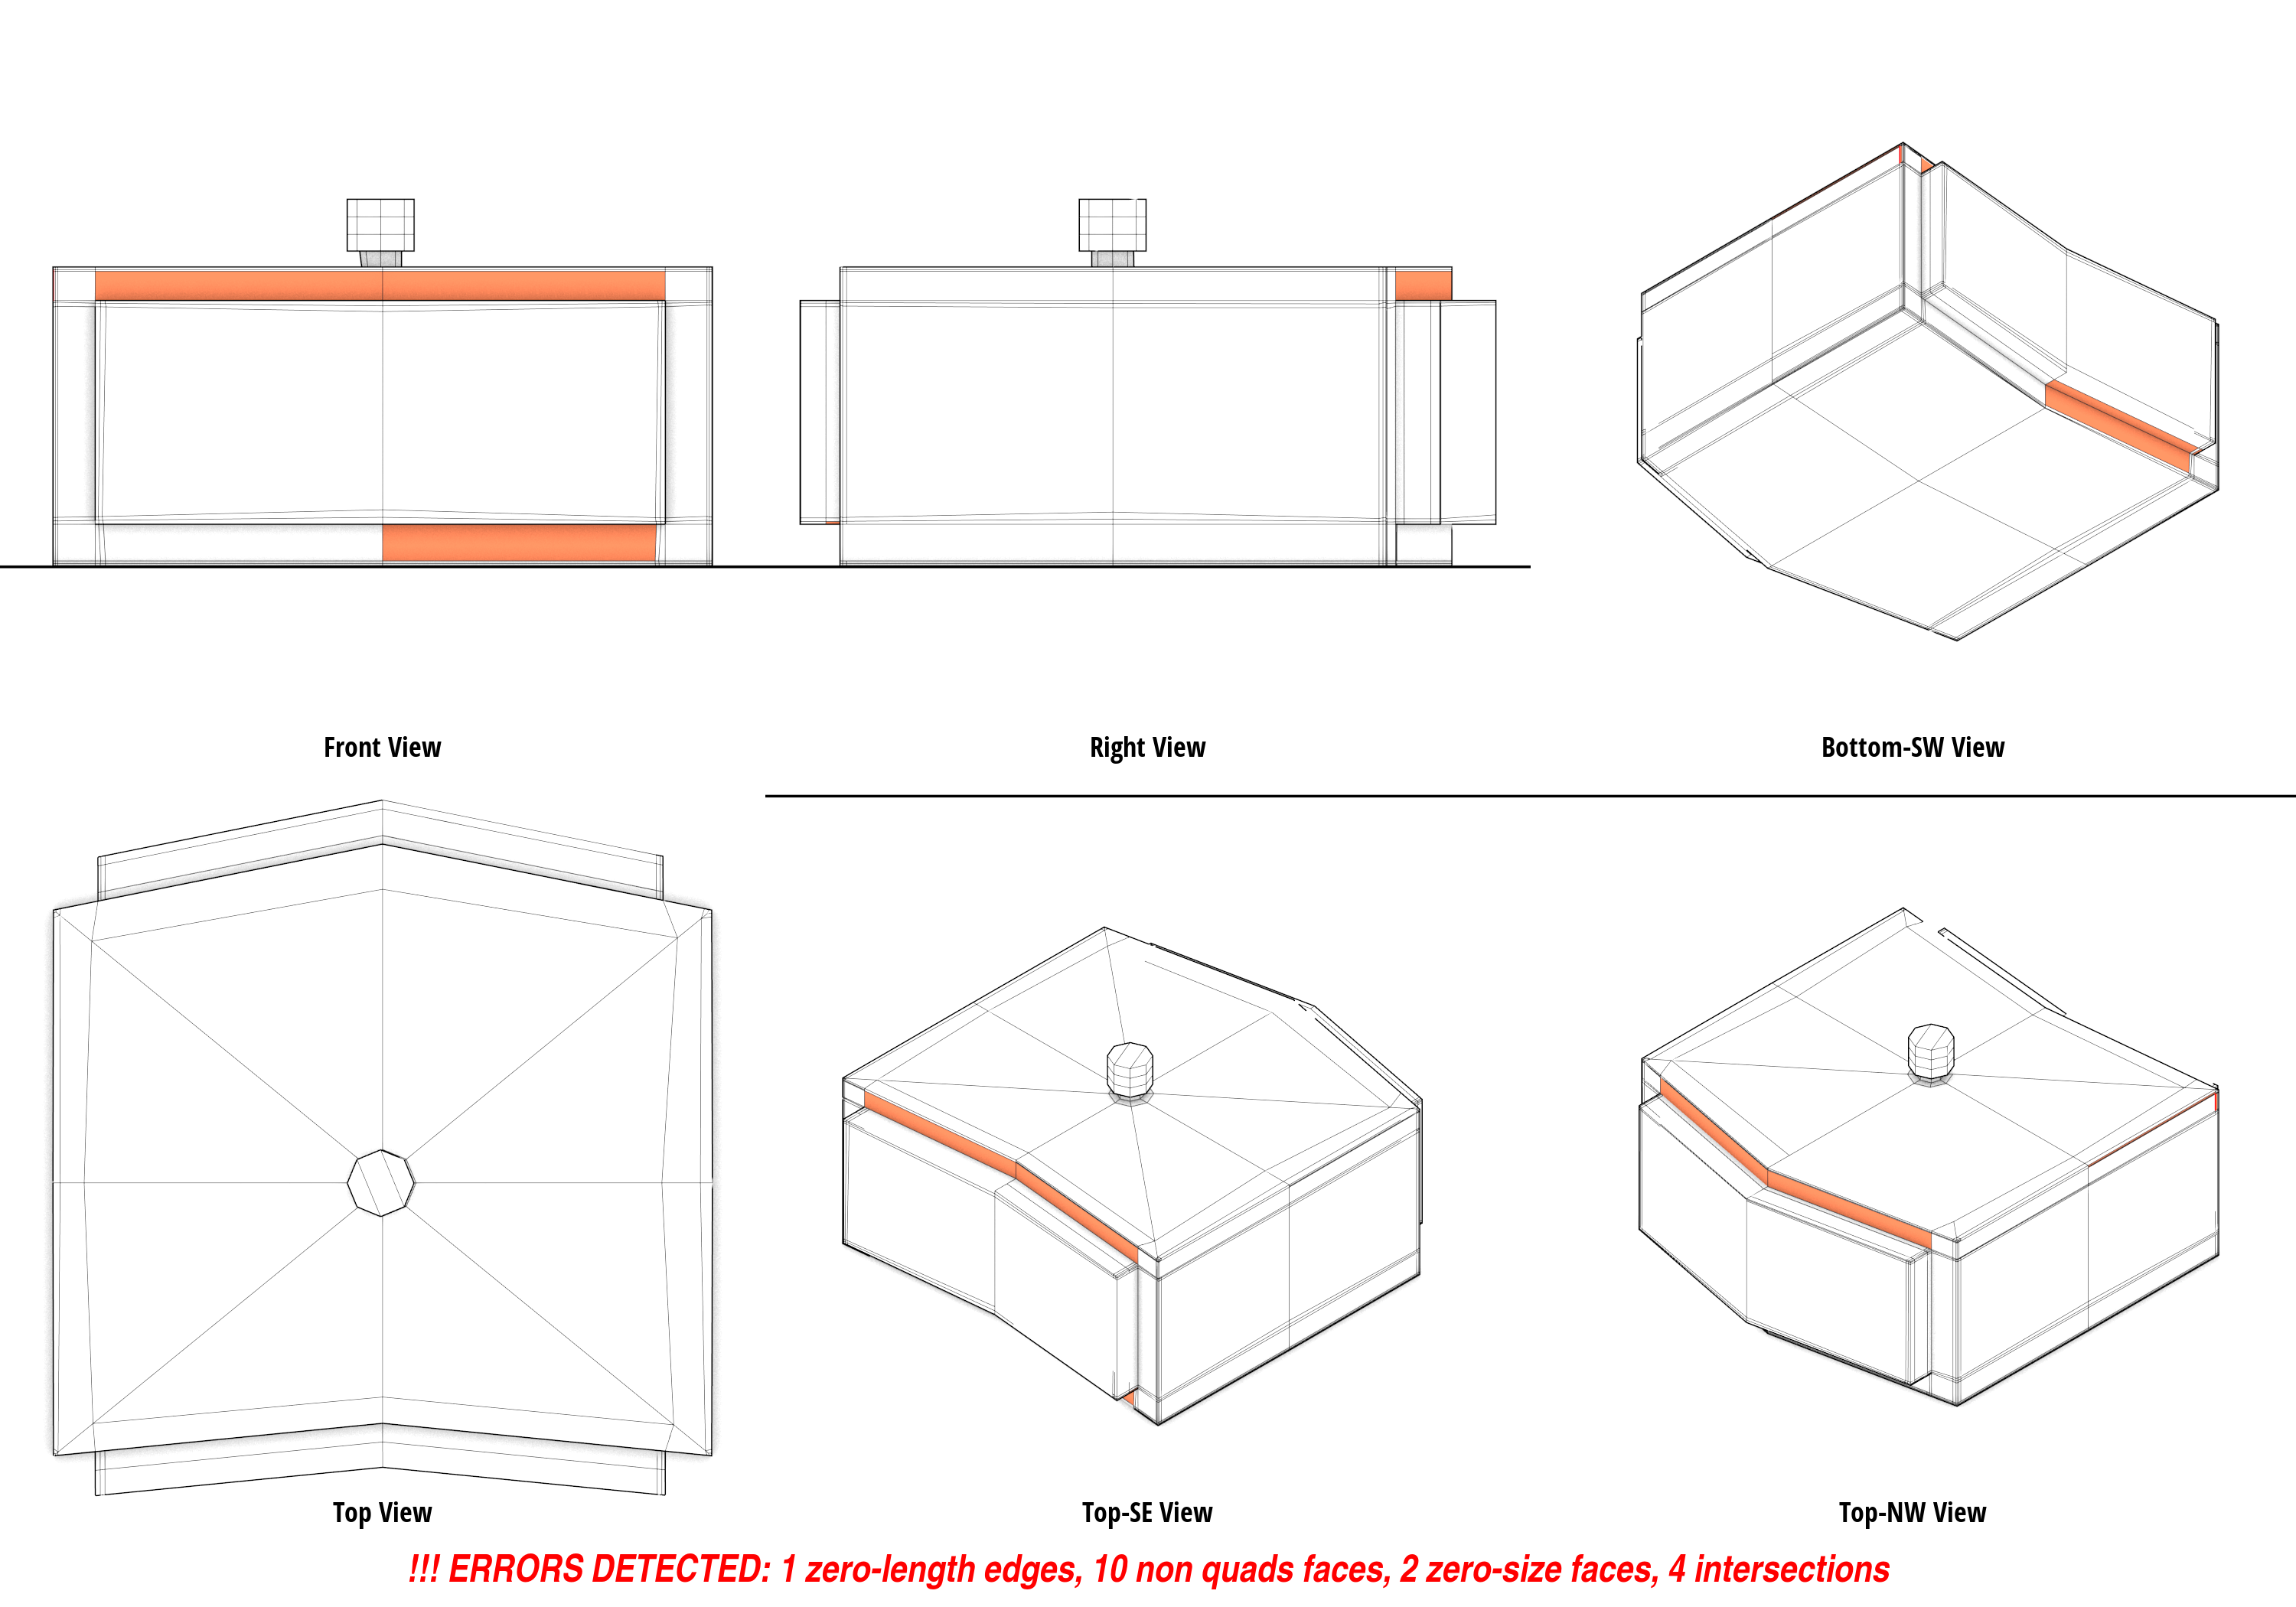 Front View
Right View
Bottom-SW View
Top View
Top-SE View
Top-NW View
!!! ERRORS DETECTED: 1 zero-length edges, 10 non quads faces, 2 zero-size faces, 4 intersections